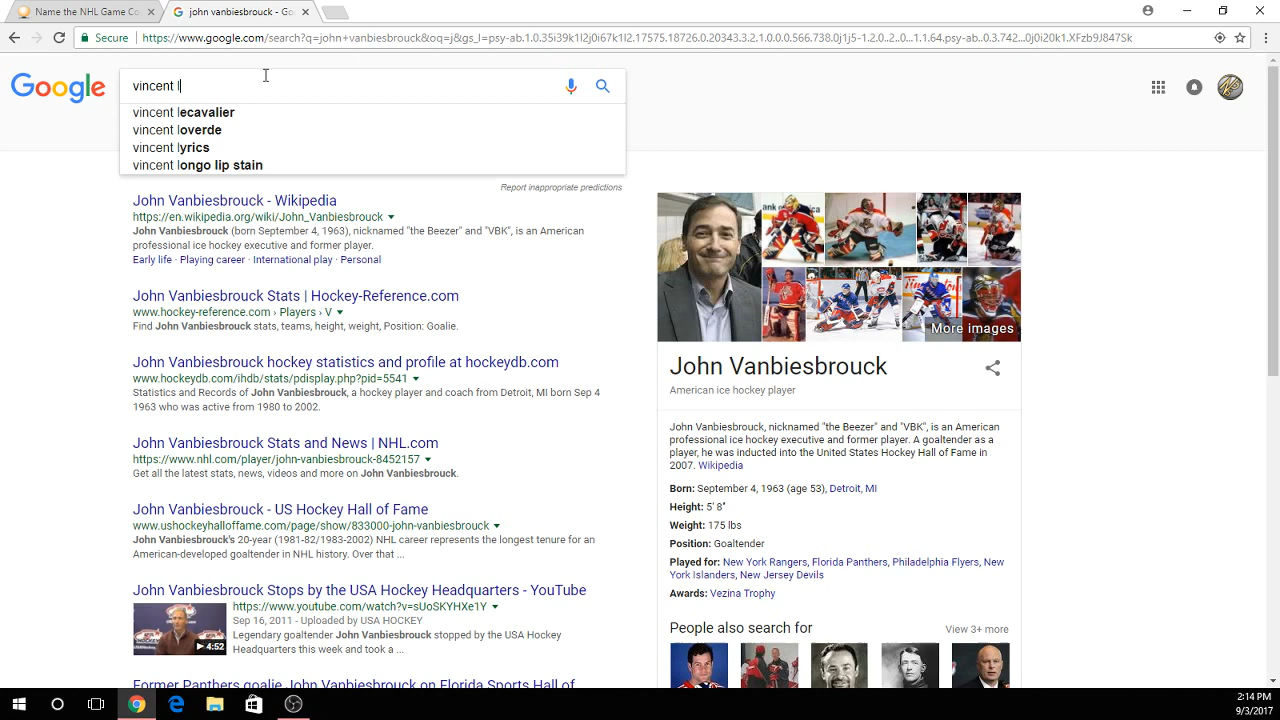 Name the NHL Game Co
john vanbiesbrouck - Go
Secure
https://www.google.com/search?q=john+vanbiesbrouck&oq=j&gs_l=psy-ab.1.0.35i39k1l2j0i67k1l2.17575.18726.0.20343.3.2.1.0.0.0.566.738.0j1j5-1.2.0..2..0...1.1.64.psy-ab..0.3.742...0j0i20k1.XFzb9J847Sc
Google
vincent l
vincent lecavalier
vincent loverde
vincent lyrics
vincent longo lip stain
Report inappropriate predictions
John Vanbiesbrouck - Wikipedia
https://en.wikipedia.org/wiki/John_Vanbiesbrouck
John Vanbiesbrouck (born September 4, 1963), nicknamed "the Beezer" and "VBK", is an American
professional ice hockey executive and former player.
Early life · Playing career · International play · Personal
John Vanbiesbrouck Stats | Hockey-Reference.com
www.hockey-reference.com › Players › V
Find John Vanbiesbrouck stats, teams, height, weight, Position: Goalie.
John Vanbiesbrouck hockey statistics and profile at hockeydb.com
www.hockeydb.com/ihdb/stats/pdisplay.php?pid=5541
Statistics and Records of John Vanbiesbrouck, a hockey player and coach from Detroit, MI born Sep 4
1963 who was active from 1980 to 2002.
John Vanbiesbrouck Stats and News | NHL.com
https://www.nhl.com/player/john-vanbiesbrouck-8452157
Get all the latest stats, news, videos and more on John Vanbiesbrouck.
John Vanbiesbrouck - US Hockey Hall of Fame
www.ushockeyhalloffame.com/page/show/833000-john-vanbiesbrouck
John Vanbiesbrouck's 20-year (1981-82/1983-2002) NHL career represents the longest tenure for an
American-developed goaltender in NHL history. Over that ...
John Vanbiesbrouck Stops by the USA Hockey Headquarters - YouTube
https://www.youtube.com/watch?v=sUoSKYHXe1Y
Sep 16, 2011 - Uploaded by USA HOCKEY
Legendary goaltender John Vanbiesbrouck stopped by the USA Hockey
Headquarters this week and took a ...
4:52
Former Panthers goalie John Vanbiesbrouck on Florida Sports Hall of
More images
John Vanbiesbrouck
American ice hockey player
John Vanbiesbrouck, nicknamed "the Beezer" and "VBK", is an American
professional ice hockey executive and former player. A goaltender as a
player, he was inducted into the United States Hockey Hall of Fame in
2007. Wikipedia
Born: September 4, 1963 (age 53), Detroit, MI
Height: 5' 8"
Weight: 175 lbs
Position: Goaltender
Played for: New York Rangers, Florida Panthers, Philadelphia Flyers, New
York Islanders, New Jersey Devils
Awards: Vezina Trophy
People also search for
View 3+ more
2:14 PM
9/3/2017